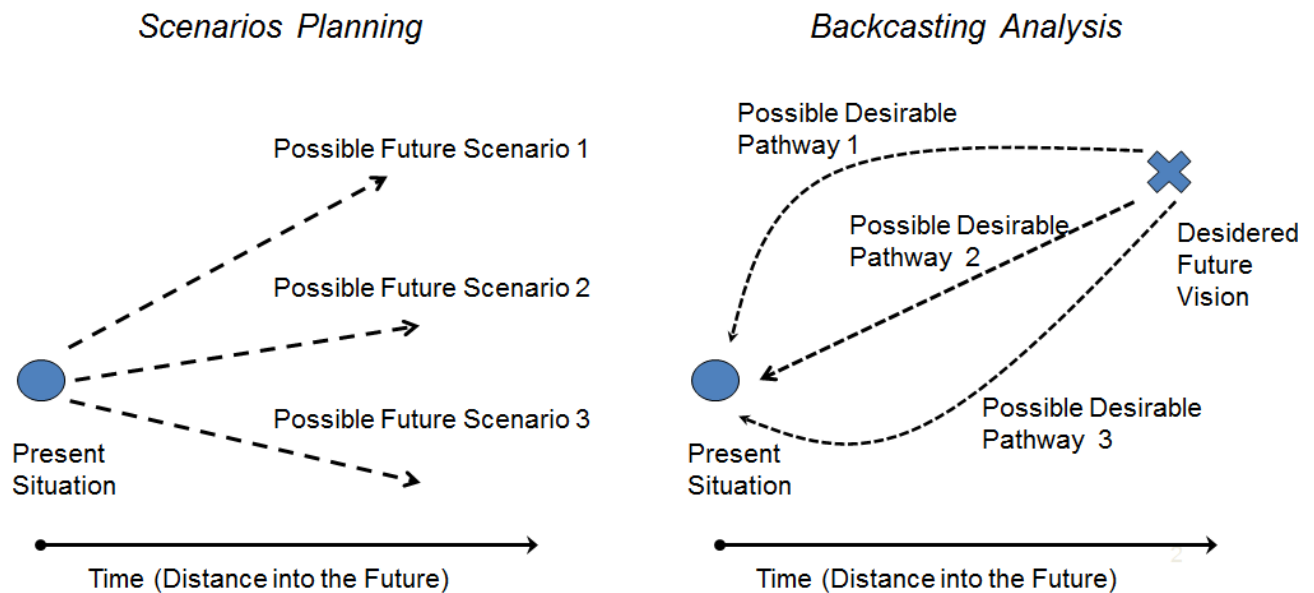 Scenarios Planning
Possible Future Scenario 1
Possible Future Scenario 2
Possible Future Scenario 3
Present
Situation
Time (Distance into the Future)
Backcasting Analysis
Possible Desirable
Pathway 1
Possible Desirable
Pathway 2
Desidered
Future
Vision
Possible Desirable
Pathway 3
Present
Situation
2
Time (Distance into the Future)